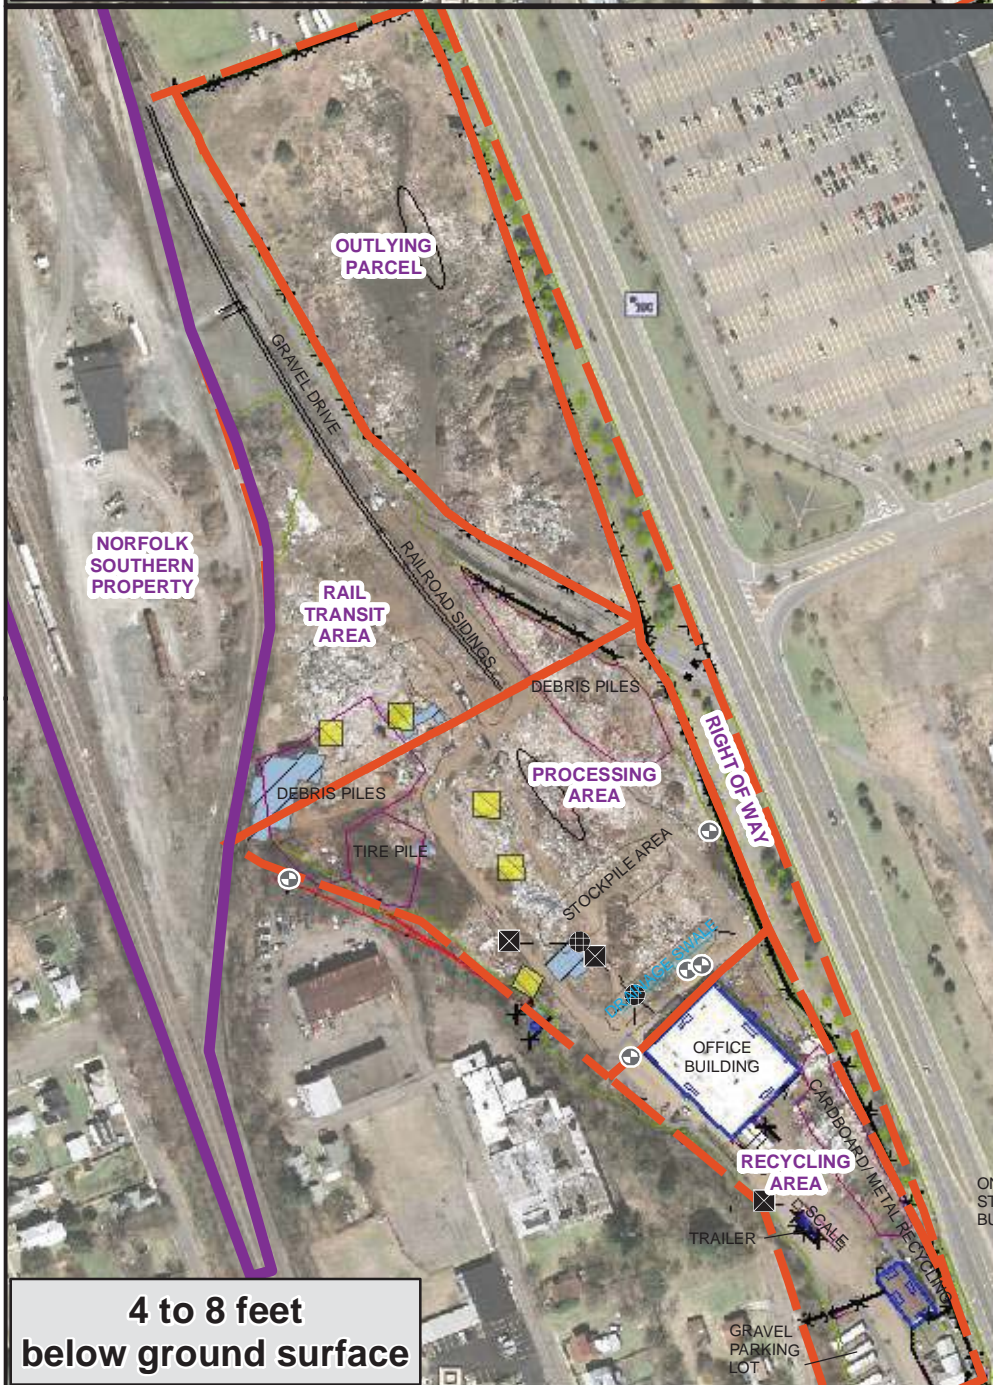 OUTLYING
PARCEL
GRAVEL DRIVE
NORFOLK
SOUTHERN
PROPERTY
RAIL
TRANSIT
AREA
RAILROAD SIDINGS
DEBRIS PILES
RIGHT OF WAY
PROCESSING
AREA
DEBRIS PILES
TIRE PILE
STOCKPILE AREA
DRAINAGE SWALE
OFFICE
BUILDING
CARDBOARD/ METAL RECYCLING
RECYCLING
AREA
SCALE
TRAILER
GRAVEL
PARKING
LOT
4 to 8 feet
below ground surface